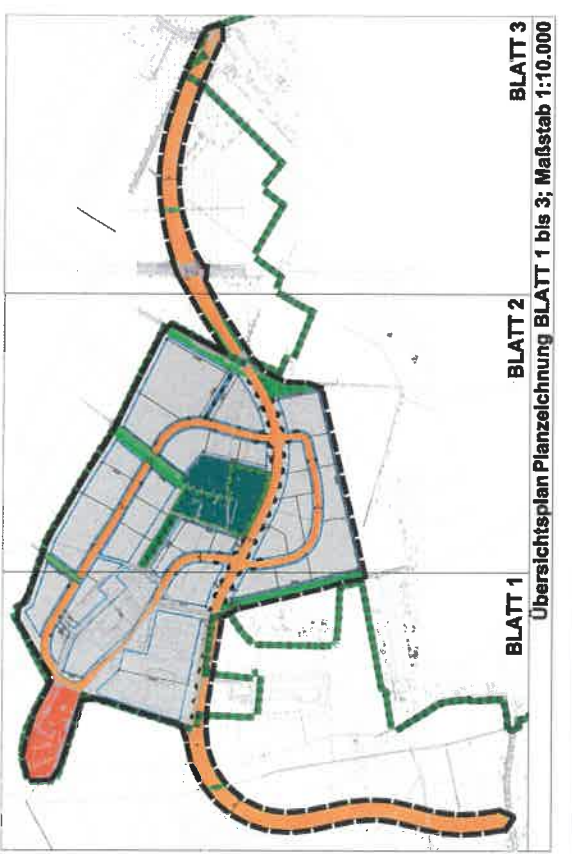 BLATT 1
BLATT 2
BLATT 3
Übersichtsplan Planzeichnung BLATT 1 bis 3; Maßstab 1:10.000